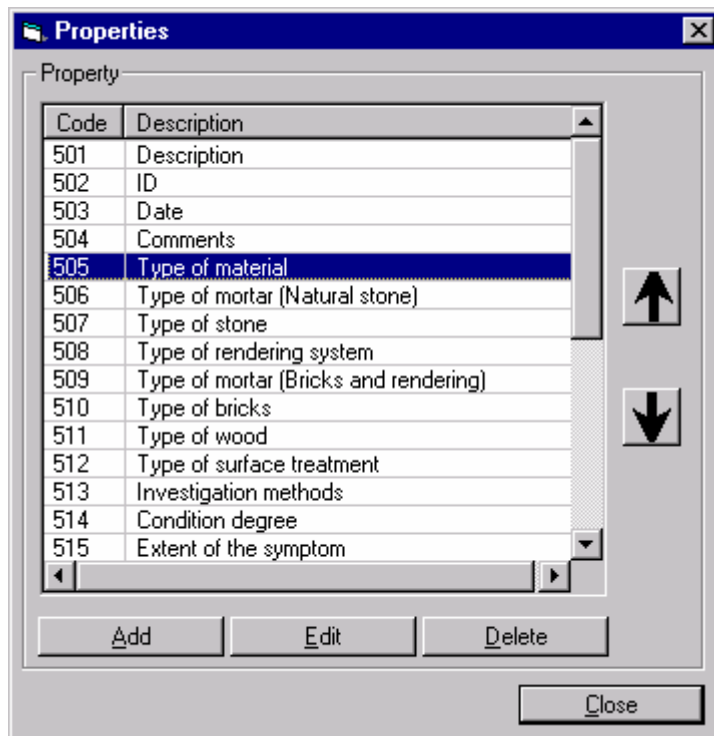 Properties
Property
Code Description
501 Description
502 ID
503 Date
504 Comments
505 Type of material
506 Type of mortar (Natural stone)
507 Type of stone
508 Type of rendering system
509 Type of mortar (Bricks and rendering)
510 Type of bricks
511 Type of wood
512 Type of surface treatment
513 Investigation methods
514 Condition degree
515 Extent of the symptom
Add Edit Delete
Close